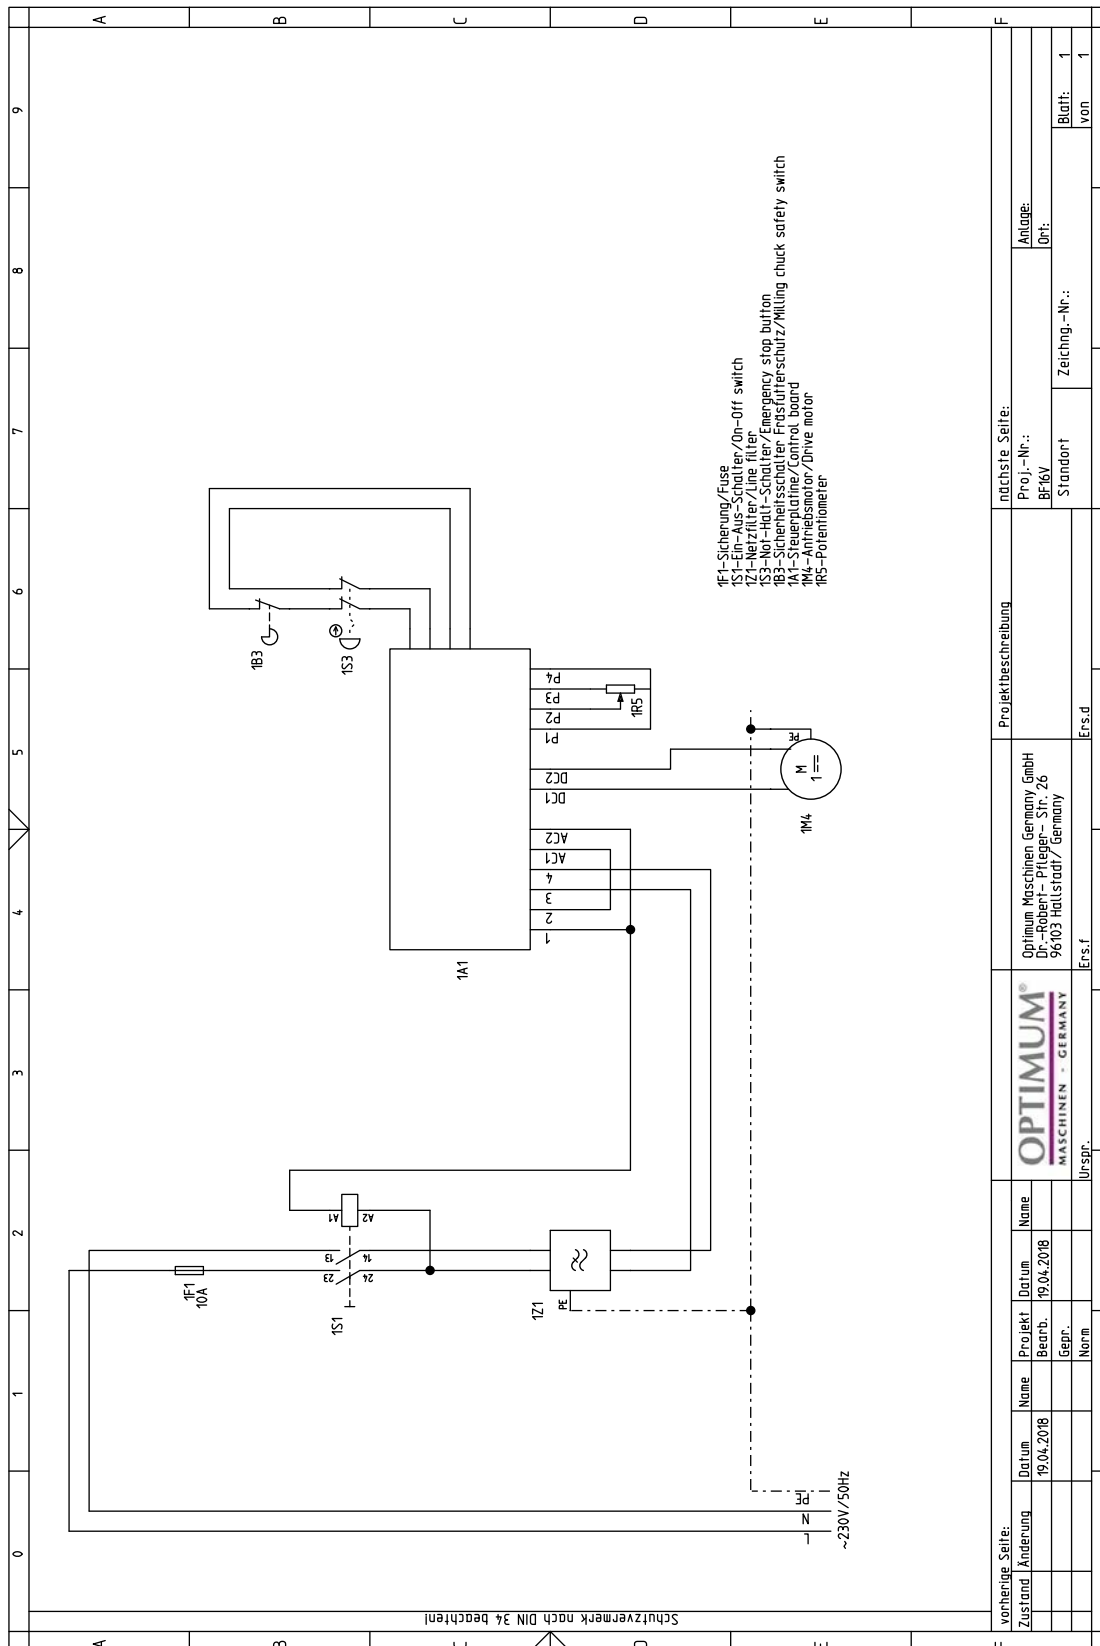 0 1 2 3 4 5 6 7 8 9
A
B
C
D
E
F
A
B
C
D
E
F
Schutzvermerk nach DIN 34 beachten!
L
N
PE
~230V/50Hz
1F1
10A
1S1
23
13
24
14
A1
A2
1Z1
PE
1A1
1
2
3
4
AC1
AC2
DC1
DC2
P1
P2
P3
P4
1B3
1S3
1R5
1M4
M
1
PE
1F1-Sicherung/Fuse
1S1-Ein-Aus-Schalter/On-Off switch
1Z1-Netzfilter/Line filter
1S3-Not-Halt-Schalter/Emergency stop button
1B3-Sicherheitsschalter Fräsfutterschutz/Milling chuck safety switch
1A1-Steuerplatine/Control board
1M4-Antriebsmotor/Drive motor
1R5-Potentiometer
vorherige Seite:
Zustand Änderung Datum Name Projekt Datum Name
19.04.2018 Bearb. 19.04.2018
Gepr.
Norm
Urspr.
OPTIMUM®
MASCHINEN - GERMANY
Optimum Maschinen Germany GmbH
Dr.-Robert- Pfleger- Str. 26
96103 Hallstadt/ Germany
Ers.f
Ers.d
Projektbeschreibung
nächste Seite:
Proj.-Nr.:
BF16V
Anlage:
Ort:
Standort
Zeichng.-Nr.:
Blatt: 1
von 1